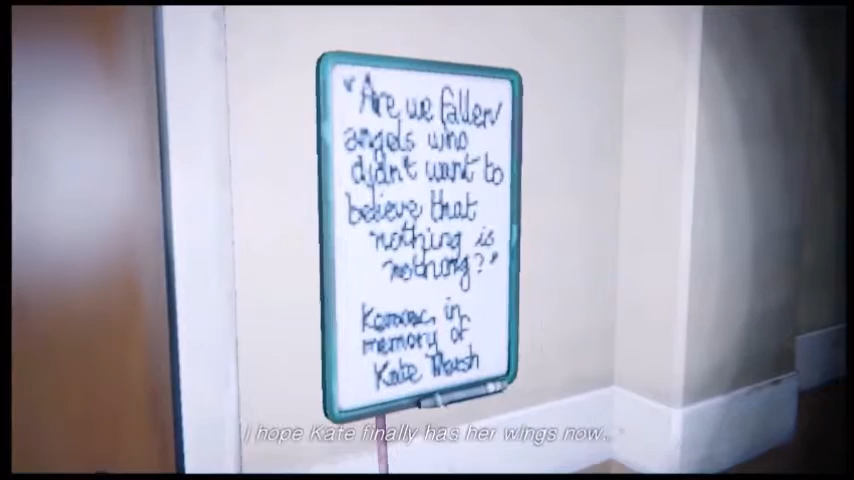 "Are we fallen
angels who
didn't want to
believe that
nothing is
nothing?"
Kerouac, in
memory of
Kate Marsh
I hope Kate finally has her wings now.